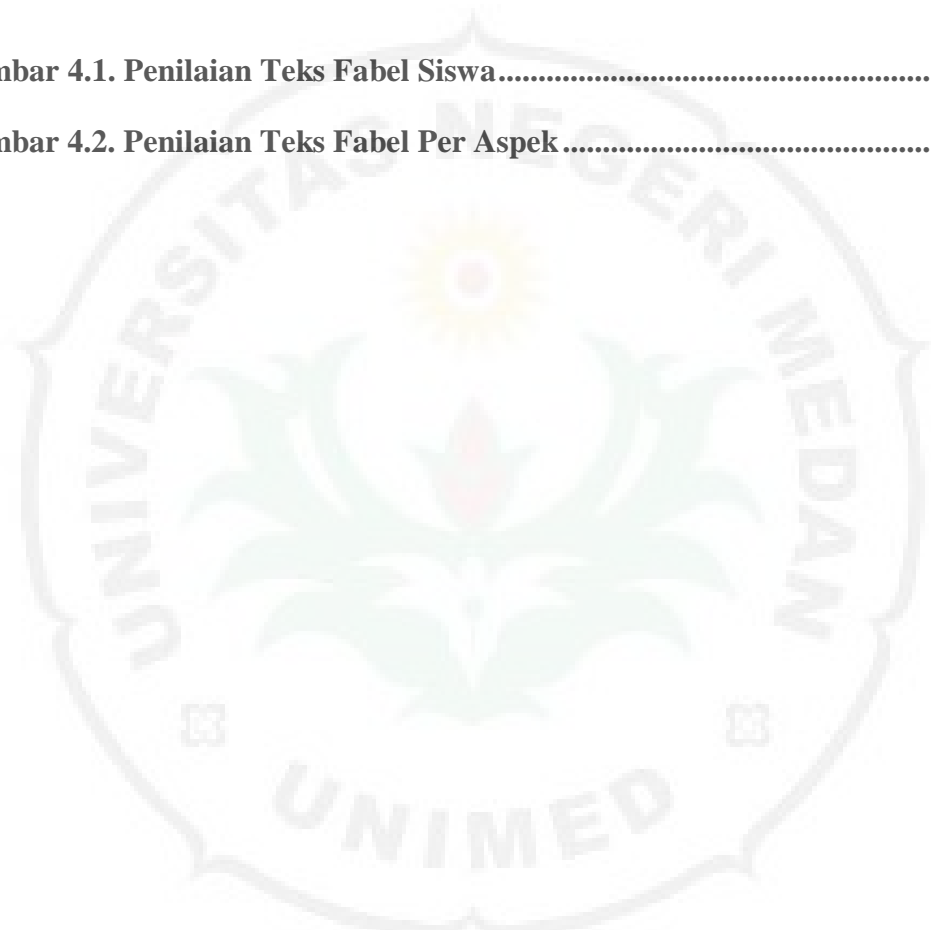 mbar 4.1. Penilaian Teks Fabel Siswa......................................................
mbar 4.2. Penilaian Teks Fabel Per Aspek..............................................
UNIVERSITAS NEGERI MEDAN
UNIMED